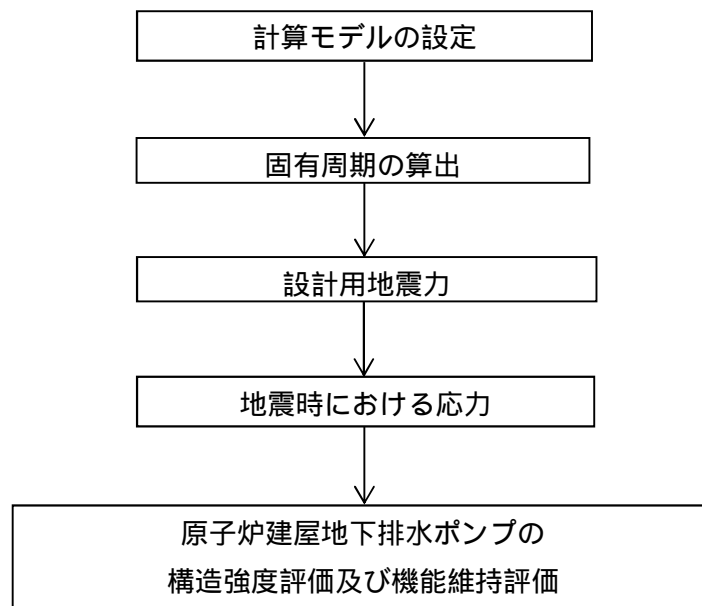 計算モデルの設定
固有周期の算出
設計用地震力
地震時における応力
原子炉建屋地下排水ポンプの
構造強度評価及び機能維持評価